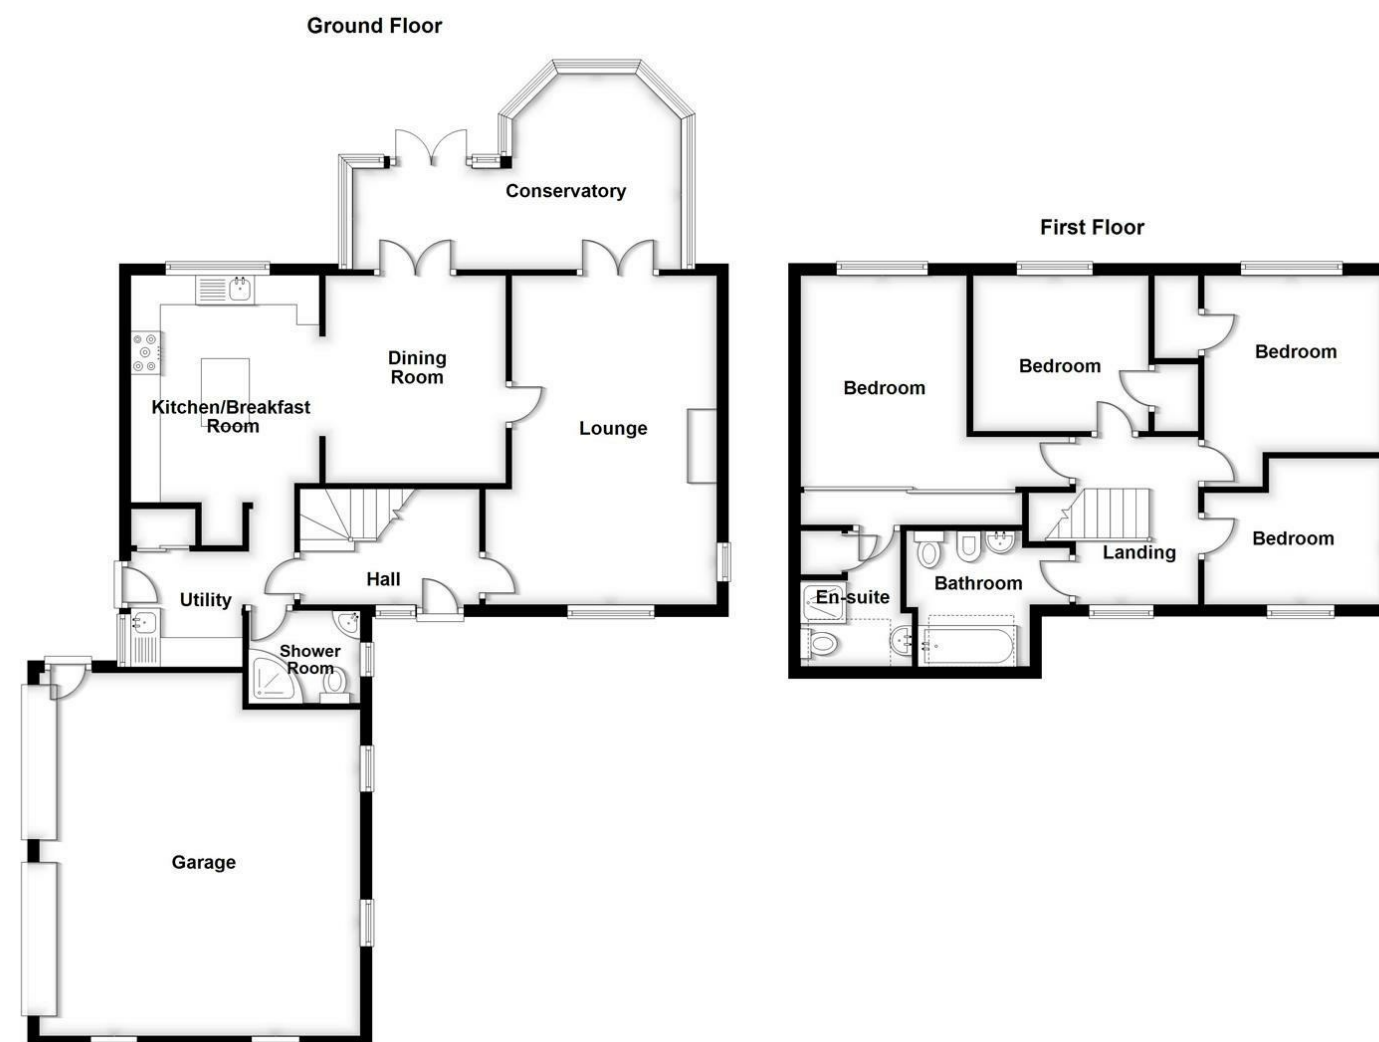 Ground Floor
Conservatory
Dining
Room
Kitchen/Breakfast
Room
Lounge
Hall
Utility
Shower
Room
Garage
First Floor
Bedroom
Bedroom
Bedroom
Bedroom
Landing
Bathroom
En-suite